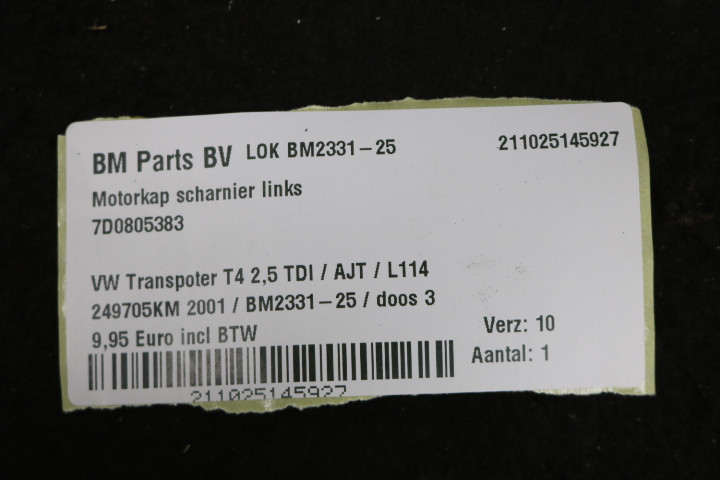 BM Parts BV LOK BM2331-25 211025145927
Motorkap scharnier links
7D0805383
VW Transpoter T4 2,5 TDI / AJT / L114
249705KM 2001 / BM2331-25 / doos 3
9,95 Euro incl BTW
Verz: 10
Aantal: 1
211025145927